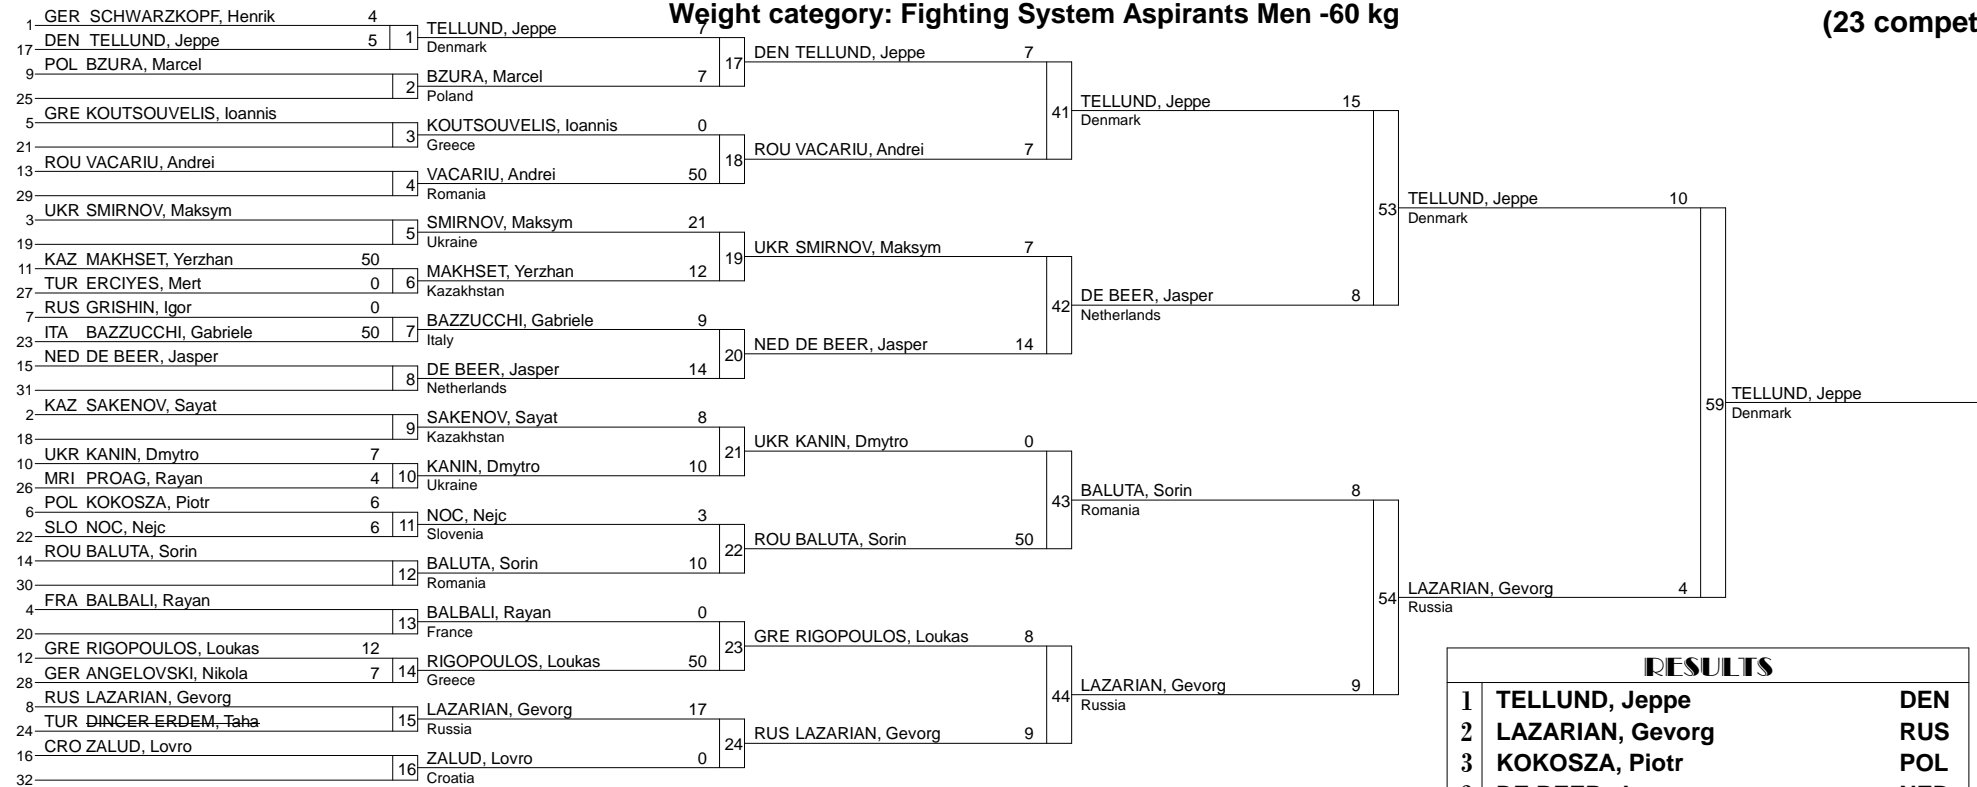 Weight category: Fighting System Aspirants Men -60 kg
(23 compet
1 GER SCHWARZKOPF, Henrik 4
17 DEN TELLUND, Jeppe 5
1
9 POL BZURA, Marcel
25
2
5 GRE KOUTSOUVELIS, Ioannis
21
3
13 ROU VACARIU, Andrei
29
4
3 UKR SMIRNOV, Maksym
19
5
11 KAZ MAKHSET, Yerzhan 50
27 TUR ERCIYES, Mert 0
6
7 RUS GRISHIN, Igor 0
23 ITA BAZZUCCHI, Gabriele 50
7
15 NED DE BEER, Jasper
31
8
2 KAZ SAKENOV, Sayat
18
9
10 UKR KANIN, Dmytro 7
26 MRI PROAG, Rayan 4
10
6 POL KOKOSZA, Piotr 6
22 SLO NOC, Nejc 6
11
14 ROU BALUTA, Sorin
30
12
4 FRA BALBALI, Rayan
20
13
12 GRE RIGOPOULOS, Loukas 12
28 GER ANGELOVSKI, Nikola 7
14
8 RUS LAZARIAN, Gevorg
24 TUR DINCER ERDEM, Taha
15
16 CRO ZALUD, Lovro
32
16
TELLUND, Jeppe 7
Denmark
BZURA, Marcel 7
Poland
17
KOUTSOUVELIS, Ioannis 0
Greece
VACARIU, Andrei 50
Romania
18
SMIRNOV, Maksym 21
Ukraine
MAKHSET, Yerzhan 12
Kazakhstan
19
BAZZUCCHI, Gabriele 9
Italy
DE BEER, Jasper 14
Netherlands
20
SAKENOV, Sayat 8
Kazakhstan
KANIN, Dmytro 10
Ukraine
21
NOC, Nejc 3
Slovenia
BALUTA, Sorin 10
Romania
22
BALBALI, Rayan 0
France
RIGOPOULOS, Loukas 50
Greece
23
LAZARIAN, Gevorg 17
Russia
ZALUD, Lovro 0
Croatia
24
DEN TELLUND, Jeppe 7
ROU VACARIU, Andrei 7
41
UKR SMIRNOV, Maksym 7
NED DE BEER, Jasper 14
42
UKR KANIN, Dmytro 0
ROU BALUTA, Sorin 50
43
GRE RIGOPOULOS, Loukas 8
RUS LAZARIAN, Gevorg 9
44
TELLUND, Jeppe 15
Denmark
DE BEER, Jasper 8
Netherlands
53
BALUTA, Sorin 8
Romania
LAZARIAN, Gevorg 9
Russia
54
TELLUND, Jeppe 10
Denmark
LAZARIAN, Gevorg 4
Russia
59
TELLUND, Jeppe
Denmark
RESULTS
1 TELLUND, Jeppe DEN
2 LAZARIAN, Gevorg RUS
3 KOKOSZA, Piotr POL